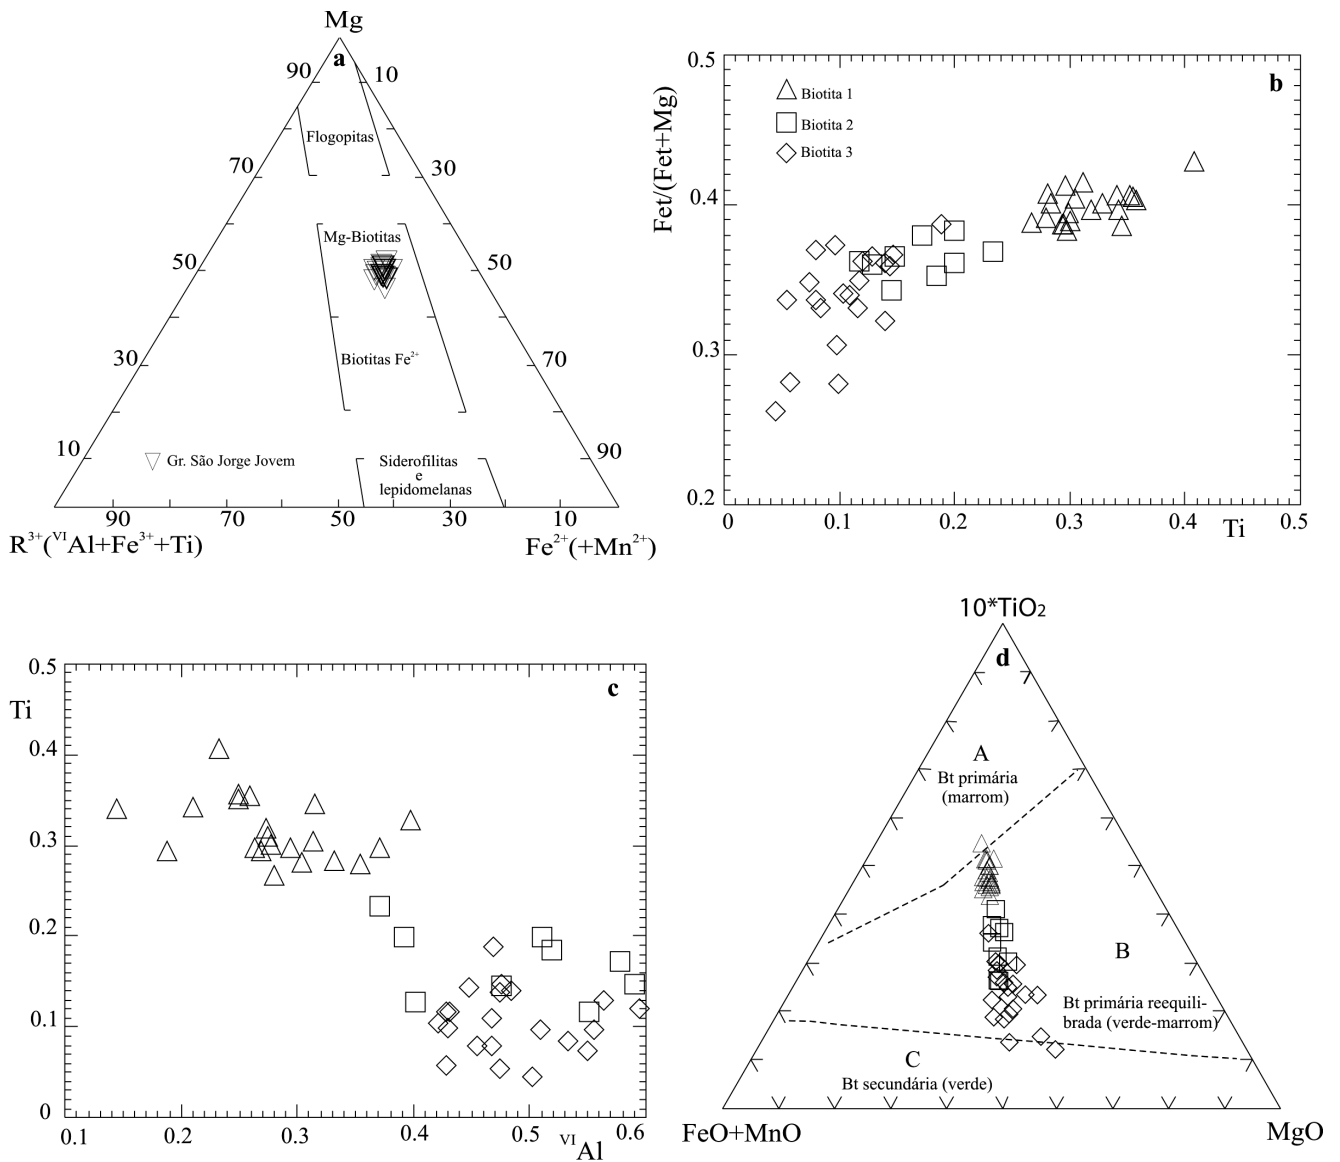 Mg
a
90
10
Flogopitas
70
30
Mg-Biotitas
50
50
Biotitas Fe²⁺
30
70
10
90
Gr. São Jorge Jovem
Siderofilitas
e
lepidomelanas
90
70
50
30
10
R³⁺(ⱽᴵAl+Fe³⁺+Ti)
Fe²⁺(+Mn²⁺)
b
Fet/(Fet+Mg)
0.5
0.4
0.3
0.2
Biotita 1
Biotita 2
Biotita 3
0
0.1
0.2
0.3
0.4
0.5
Ti
c
Ti
0.5
0.4
0.3
0.2
0.1
0
0.1
0.2
0.3
0.4
0.5
0.6
ⱽᴵAl
10*TiO₂
d
A
Bt primária
(marrom)
B
Bt primária reequili-
brada (verde-marrom)
C
Bt secundária (verde)
FeO+MnO
MgO